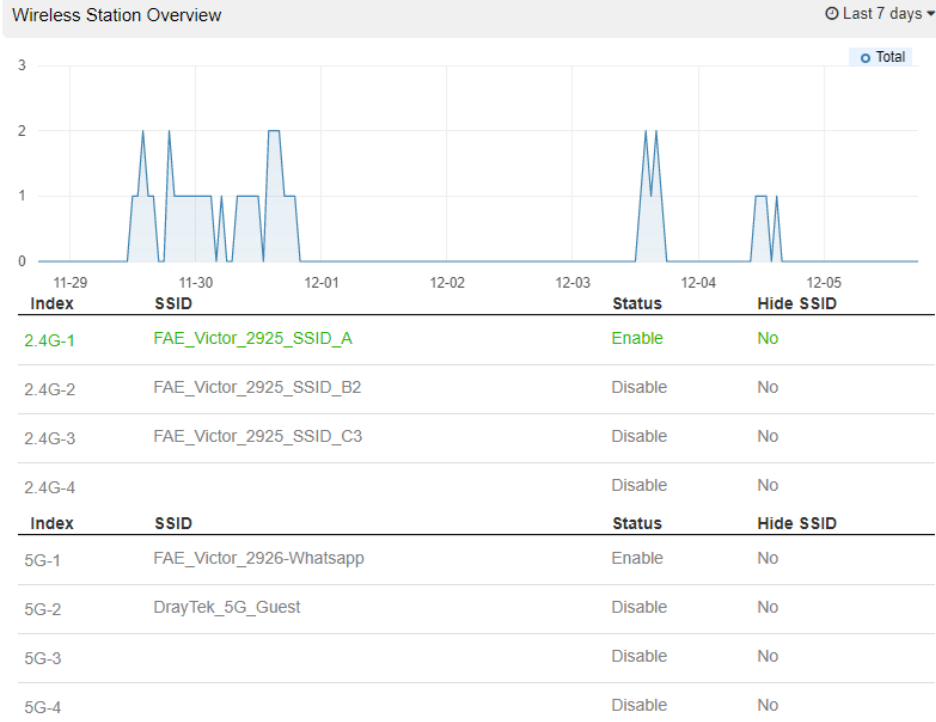 Wireless Station Overview Last 7 days
Total
3
2
1
0
11-29 11-30 12-01 12-02 12-03 12-04 12-05
Index SSID Status Hide SSID
2.4G-1 FAE_Victor_2925_SSID_A Enable No
2.4G-2 FAE_Victor_2925_SSID_B2 Disable No
2.4G-3 FAE_Victor_2925_SSID_C3 Disable No
2.4G-4 Disable No
Index SSID Status Hide SSID
5G-1 FAE_Victor_2926-Whatsapp Enable No
5G-2 DrayTek_5G_Guest Disable No
5G-3 Disable No
5G-4 Disable No